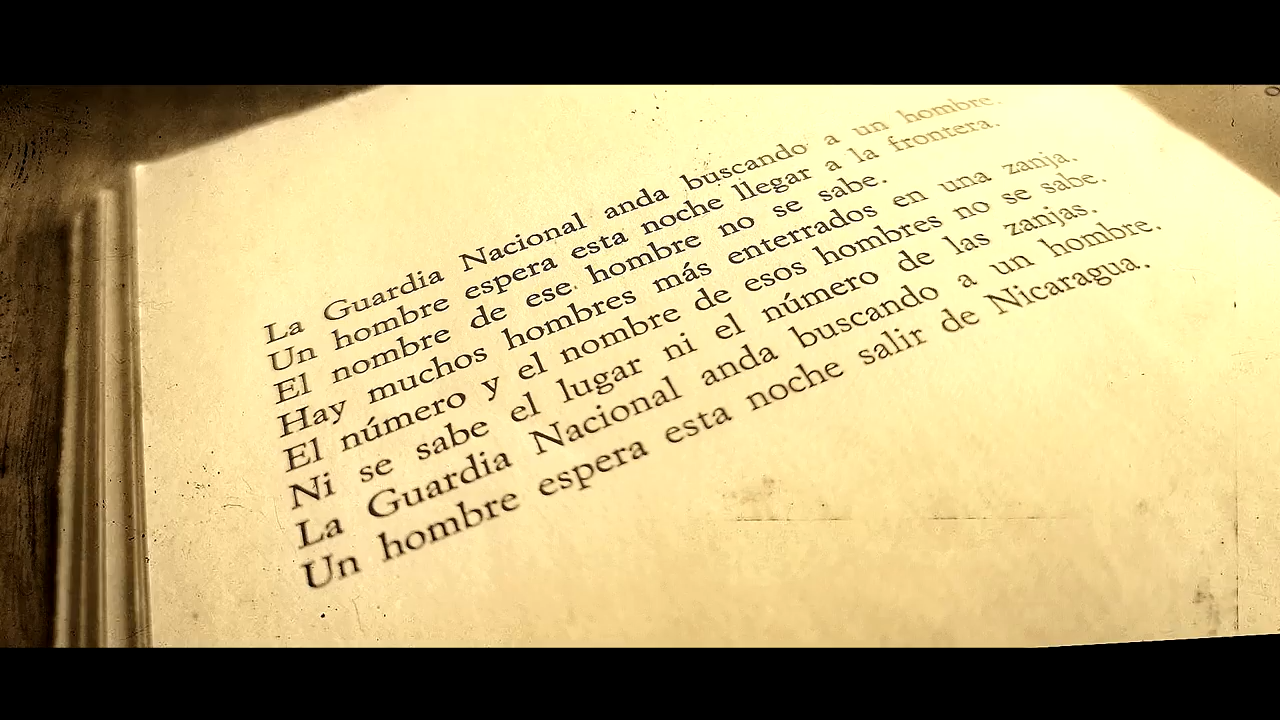 La Guardia Nacional anda buscando a un hombre.
Un hombre espera esta noche llegar a la frontera.
El nombre de ese hombre no se sabe.
Hay muchos hombres más enterrados en una zanja.
El número y el nombre de esos hombres no se sabe.
Ni se sabe el lugar ni el número de las zanjas.
La Guardia Nacional anda buscando a un hombre.
Un hombre espera esta noche salir de Nicaragua.